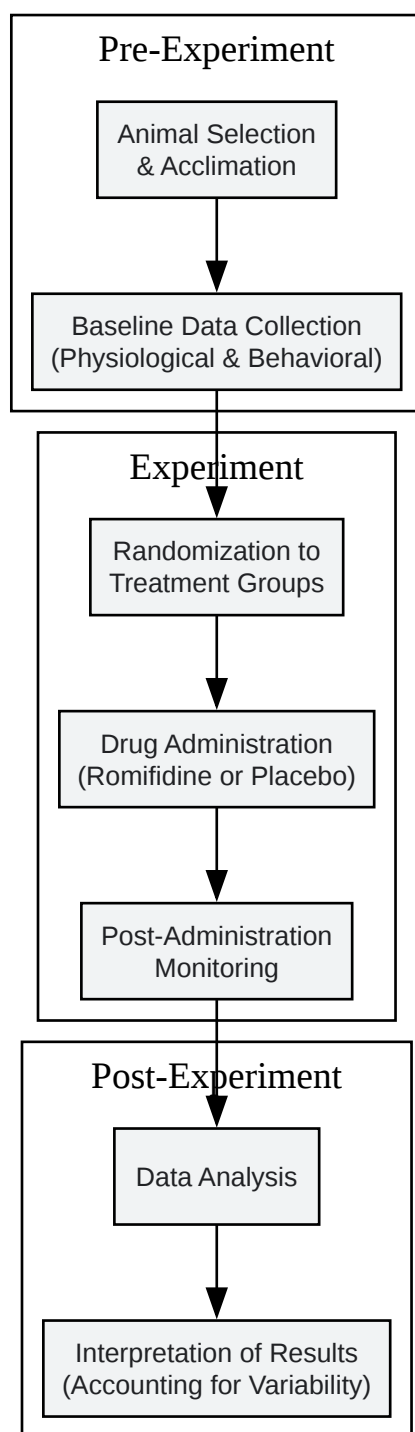 Pre-Experiment
Animal Selection
& Acclimation
Baseline Data Collection
(Physiological & Behavioral)
Experiment
Randomization to
Treatment Groups
Drug Administration
(Romifidine or Placebo)
Post-Administration
Monitoring
Post-Experiment
Data Analysis
Interpretation of Results
(Accounting for Variability)